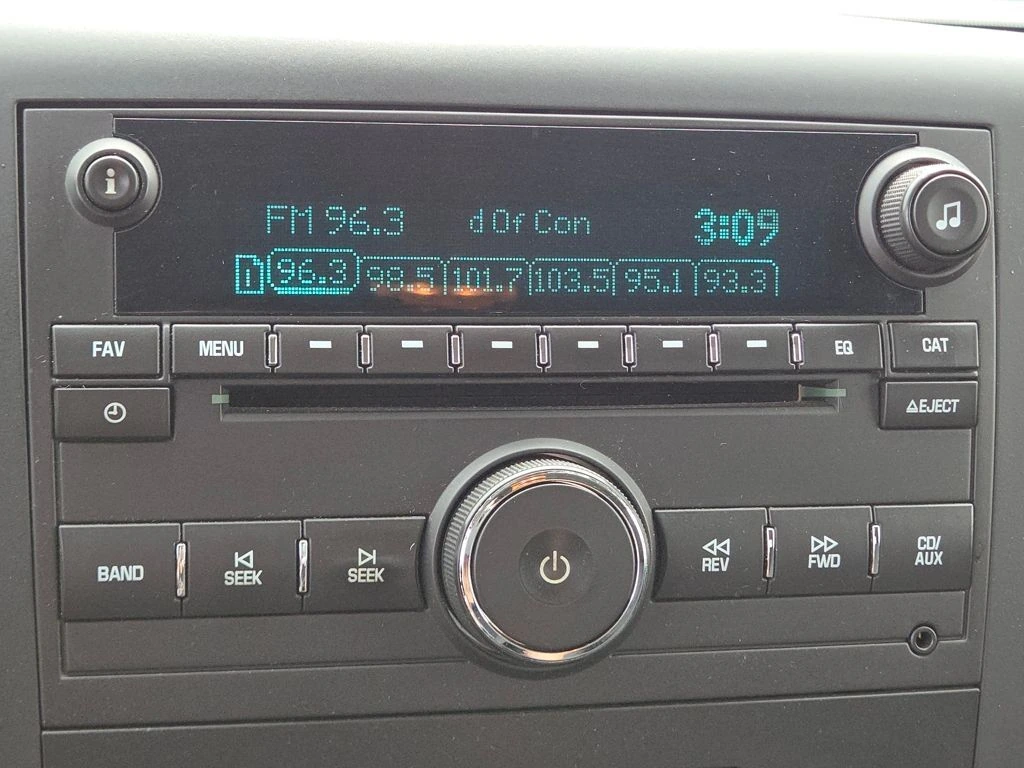 i
FM 96.3 d Of Con 3:09
96.3 98.5 101.7 103.5 95.1 93.3
FAV MENU EQ CAT
EJECT
BAND SEEK SEEK REV FWD CD/
AUX